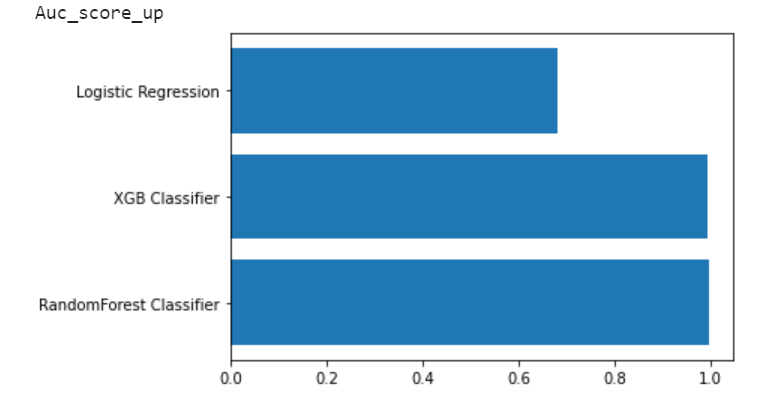 Auc_score_up
Logistic Regression
XGB Classifier
RandomForest Classifier
0.0 0.2 0.4 0.6 0.8 1.0